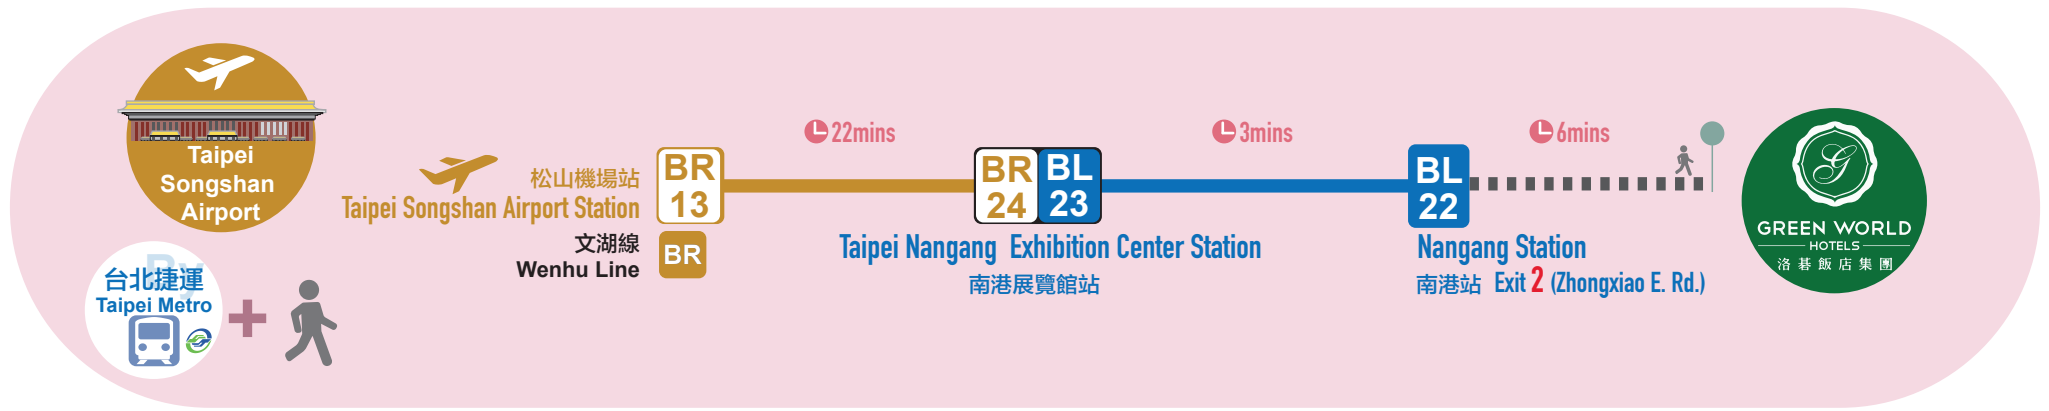 Taipei
Songshan
Airport
By
台北捷運
Taipei Metro
松山機場站
Taipei Songshan Airport Station
文湖線
Wenhu Line
BR
13
BR
22mins
BR
24
BL
23
Taipei Nangang Exhibition Center Station
南港展覽館站
3mins
BL
22
Nangang Station
南港站 Exit 2 (Zhongxiao E. Rd.)
6mins
G
GREEN WORLD
HOTELS
洛碁飯店集團